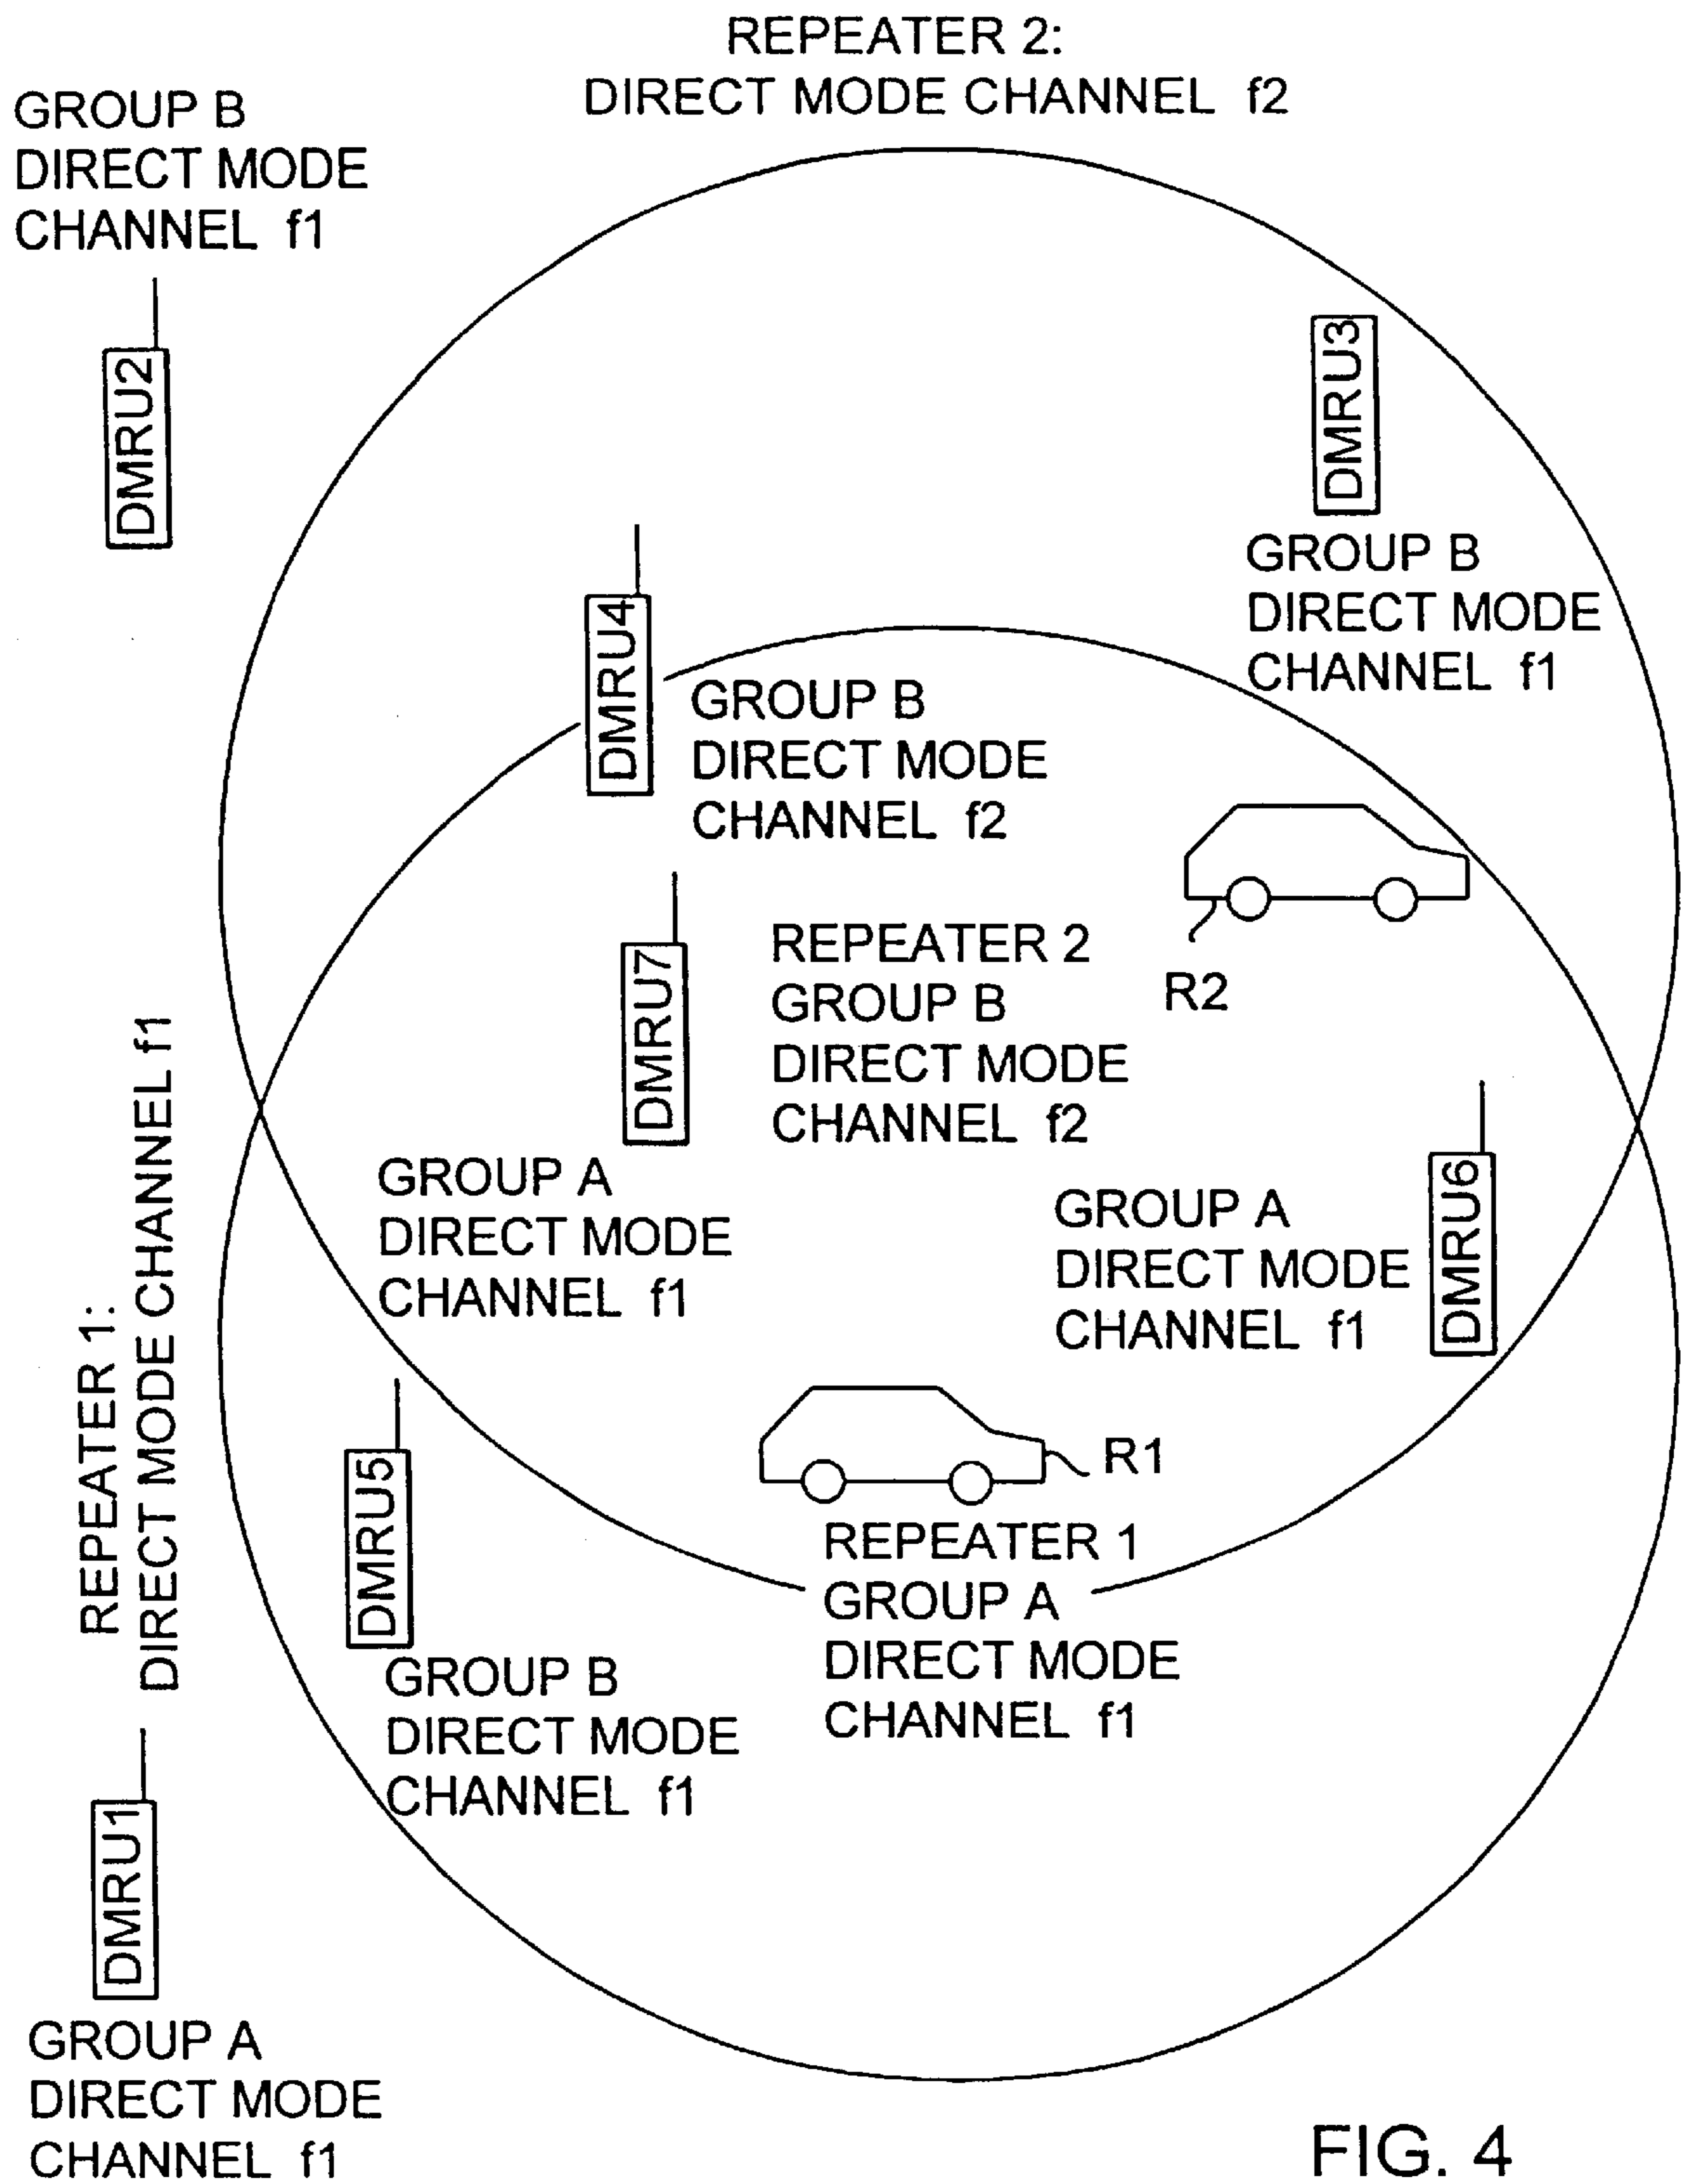 REPEATER 2:
DIRECT MODE CHANNEL f2
GROUP B
DIRECT MODE
CHANNEL f1
DMRU2
DMRU3
GROUP B
DIRECT MODE
CHANNEL f1
DMRU4
GROUP B
DIRECT MODE
CHANNEL f2
R2
DMRU7
REPEATER 2
GROUP B
DIRECT MODE
CHANNEL f2
GROUP A
DIRECT MODE
CHANNEL f1
DMRU6
GROUP A
DIRECT MODE
CHANNEL f1
REPEATER 1:
DIRECT MODE CHANNEL f1
R1
REPEATER 1
GROUP A
DIRECT MODE
CHANNEL f1
DMRU5
GROUP B
DIRECT MODE
CHANNEL f1
DMRU1
GROUP A
DIRECT MODE
CHANNEL f1
FIG. 4